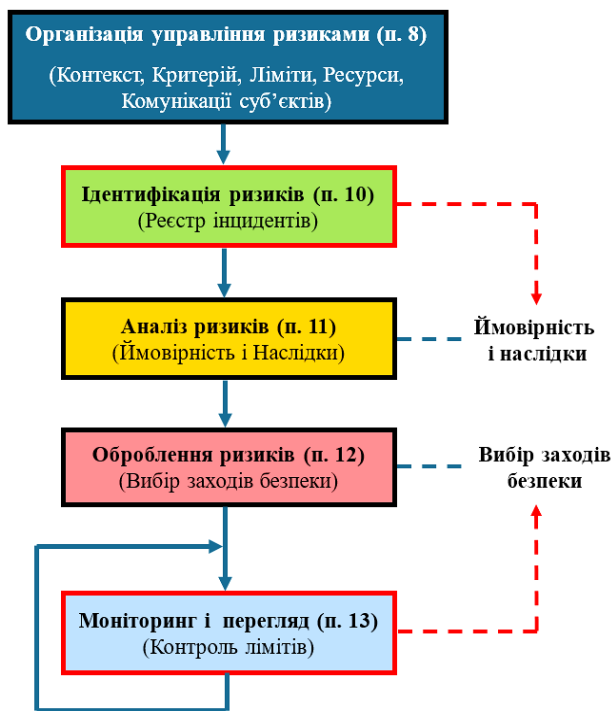 Організація управління ризиками (п. 8)
(Контекст, Критерій, Ліміти, Ресурси,
Комунікації суб’єктів)
Ідентифікація ризиків (п. 10)
(Реєстр інцидентів)
Аналіз ризиків (п. 11)
(Ймовірність і Наслідки)
Ймовірність
і наслідки
Оброблення ризиків (п. 12)
(Вибір заходів безпеки)
Вибір заходів
безпеки
Моніторинг і перегляд (п. 13)
(Контроль лімітів)